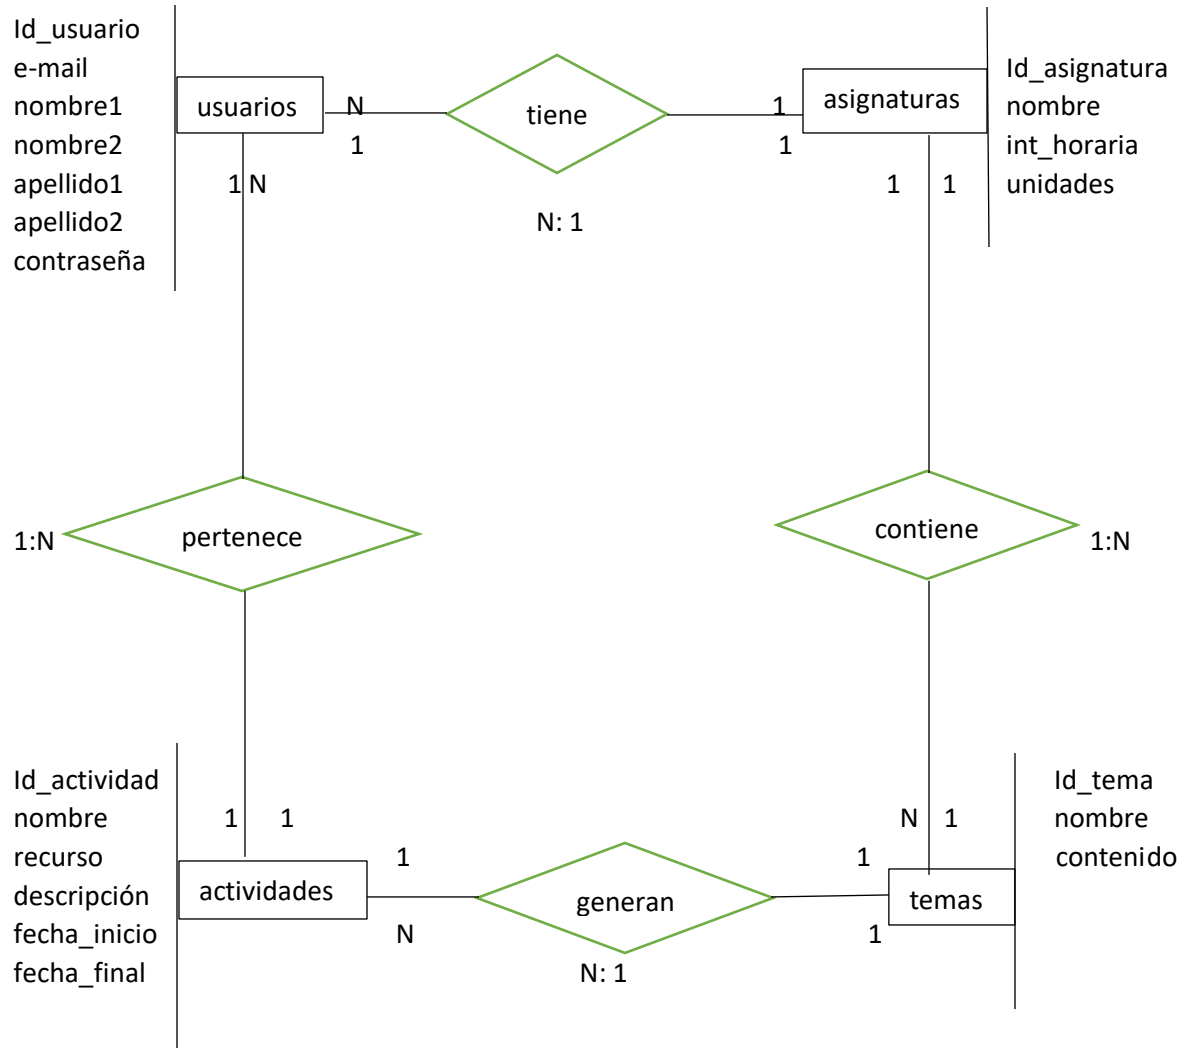 Id_usuario
e-mail
nombre1
nombre2
apellido1
apellido2
contraseña
usuarios
N
1
1 N
tiene
N: 1
1
1
asignaturas
1 1
Id_asignatura
nombre
int_horaria
unidades
1:N
pertenece
contiene
1:N
Id_actividad
nombre
recurso
descripción
fecha_inicio
fecha_final
1 1
actividades
1
N
generan
N: 1
1
1
N 1
temas
Id_tema
nombre
contenido